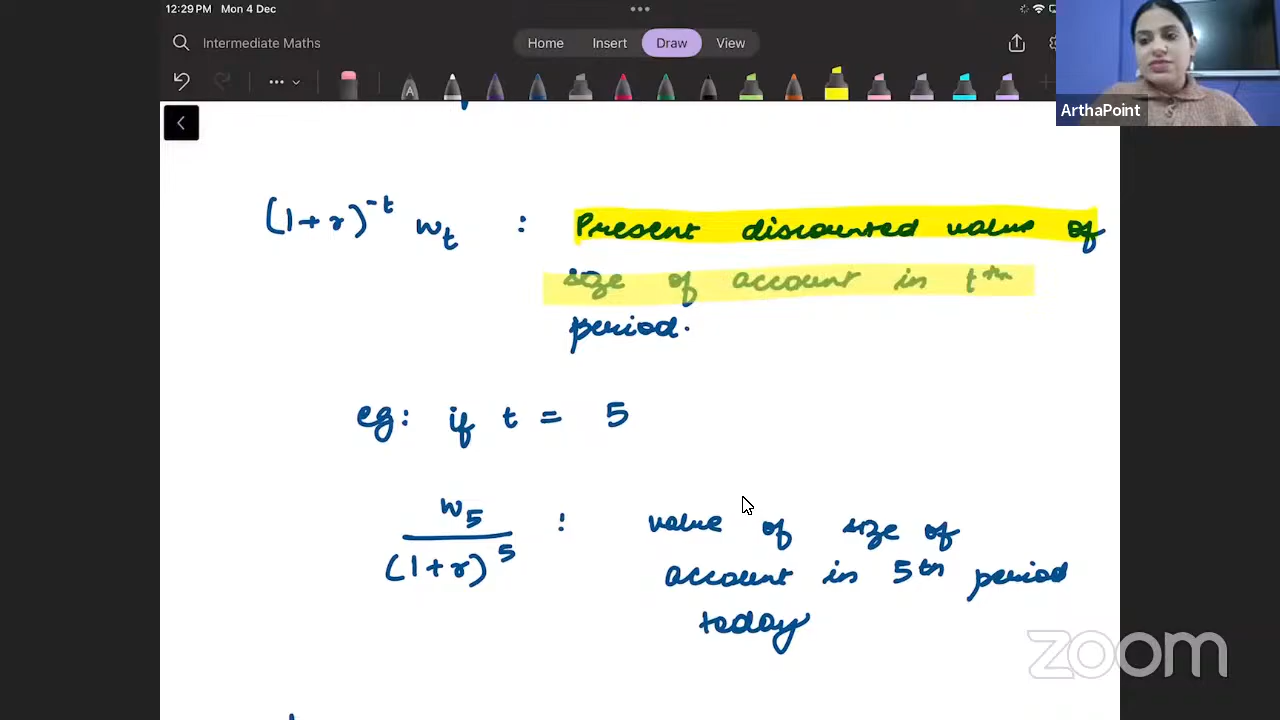 12:29 PM Mon 4 Dec
Intermediate Maths
Home Insert Draw View
A
ArthaPoint
(1+r)^-t w_t : Present discounted value of
size of account in t^th
period.
eg: if t = 5
w_5 / (1+r)^5 : value of size of
account in 5th period
today
zoom